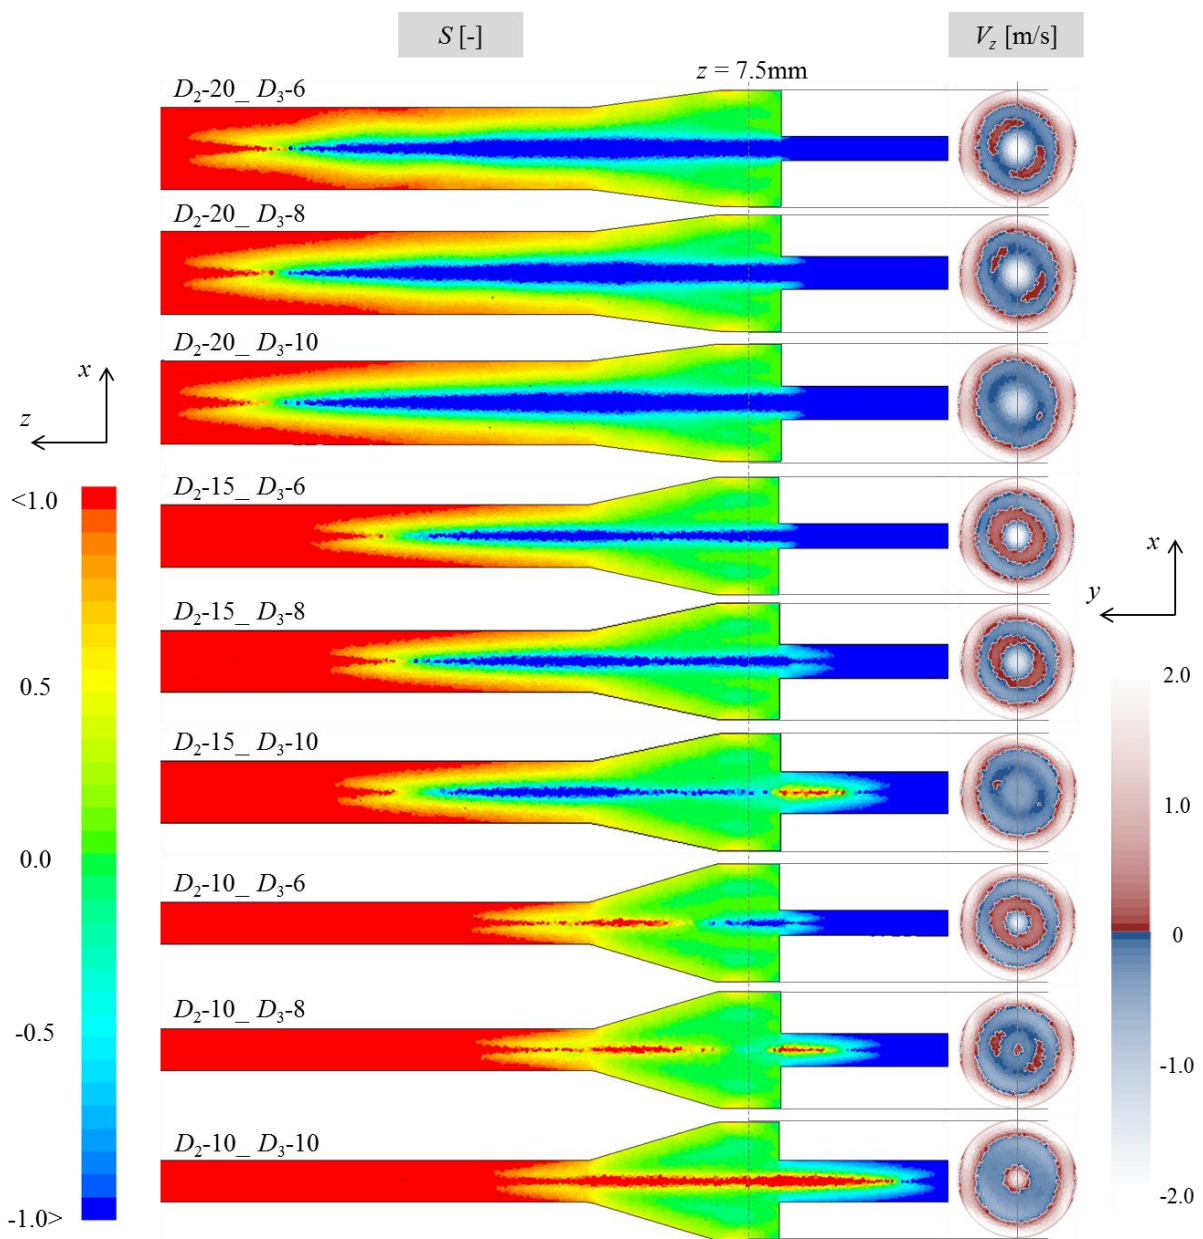 S [-]
V_z [m/s]
z = 7.5mm
D_2-20_ D_3-6
D_2-20_ D_3-8
D_2-20_ D_3-10
x
z
<1.0
D_2-15_ D_3-6
x
y
D_2-15_ D_3-8
0.5
2.0
D_2-15_ D_3-10
1.0
0.0
D_2-10_ D_3-6
0
D_2-10_ D_3-8
-0.5
-1.0
D_2-10_ D_3-10
-2.0
-1.0>